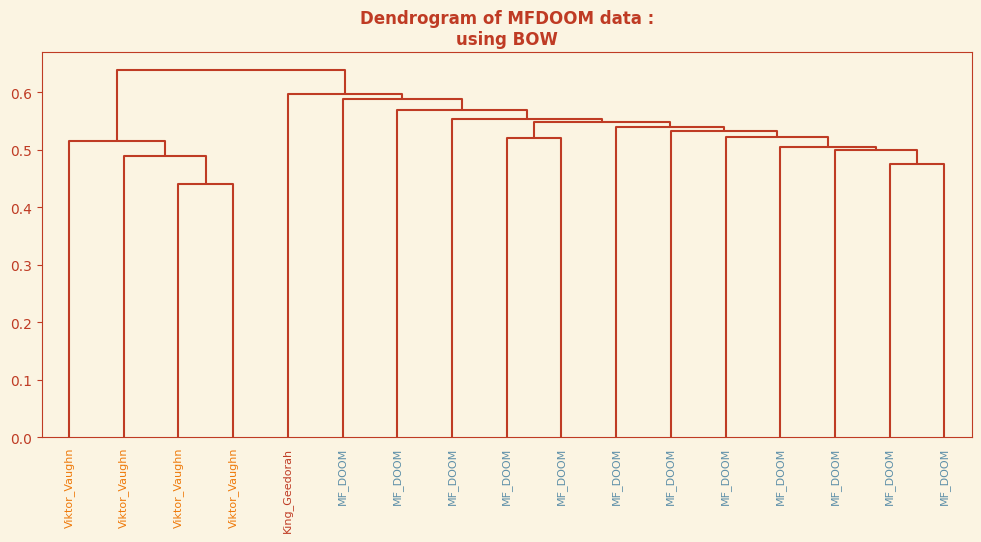 Dendrogram of MFDOOM data :
using BOW
0.6
0.5
0.4
0.3
0.2
0.1
0.0
Viktor_Vaughn
Viktor_Vaughn
Viktor_Vaughn
Viktor_Vaughn
King_Geedorah
MF_DOOM
MF_DOOM
MF_DOOM
MF_DOOM
MF_DOOM
MF_DOOM
MF_DOOM
MF_DOOM
MF_DOOM
MF_DOOM
MF_DOOM
MF_DOOM